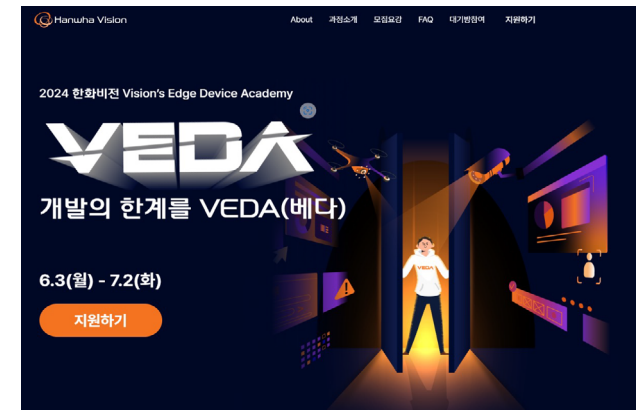 Hanwha Vision
About 과정소개 모집요강 FAQ 대기방참여 지원하기
2024 한화비전 Vision's Edge Device Academy
VEDA
개발의 한계를 VEDA(베다)
6.3(월) - 7.2(화)
지원하기
VEDA